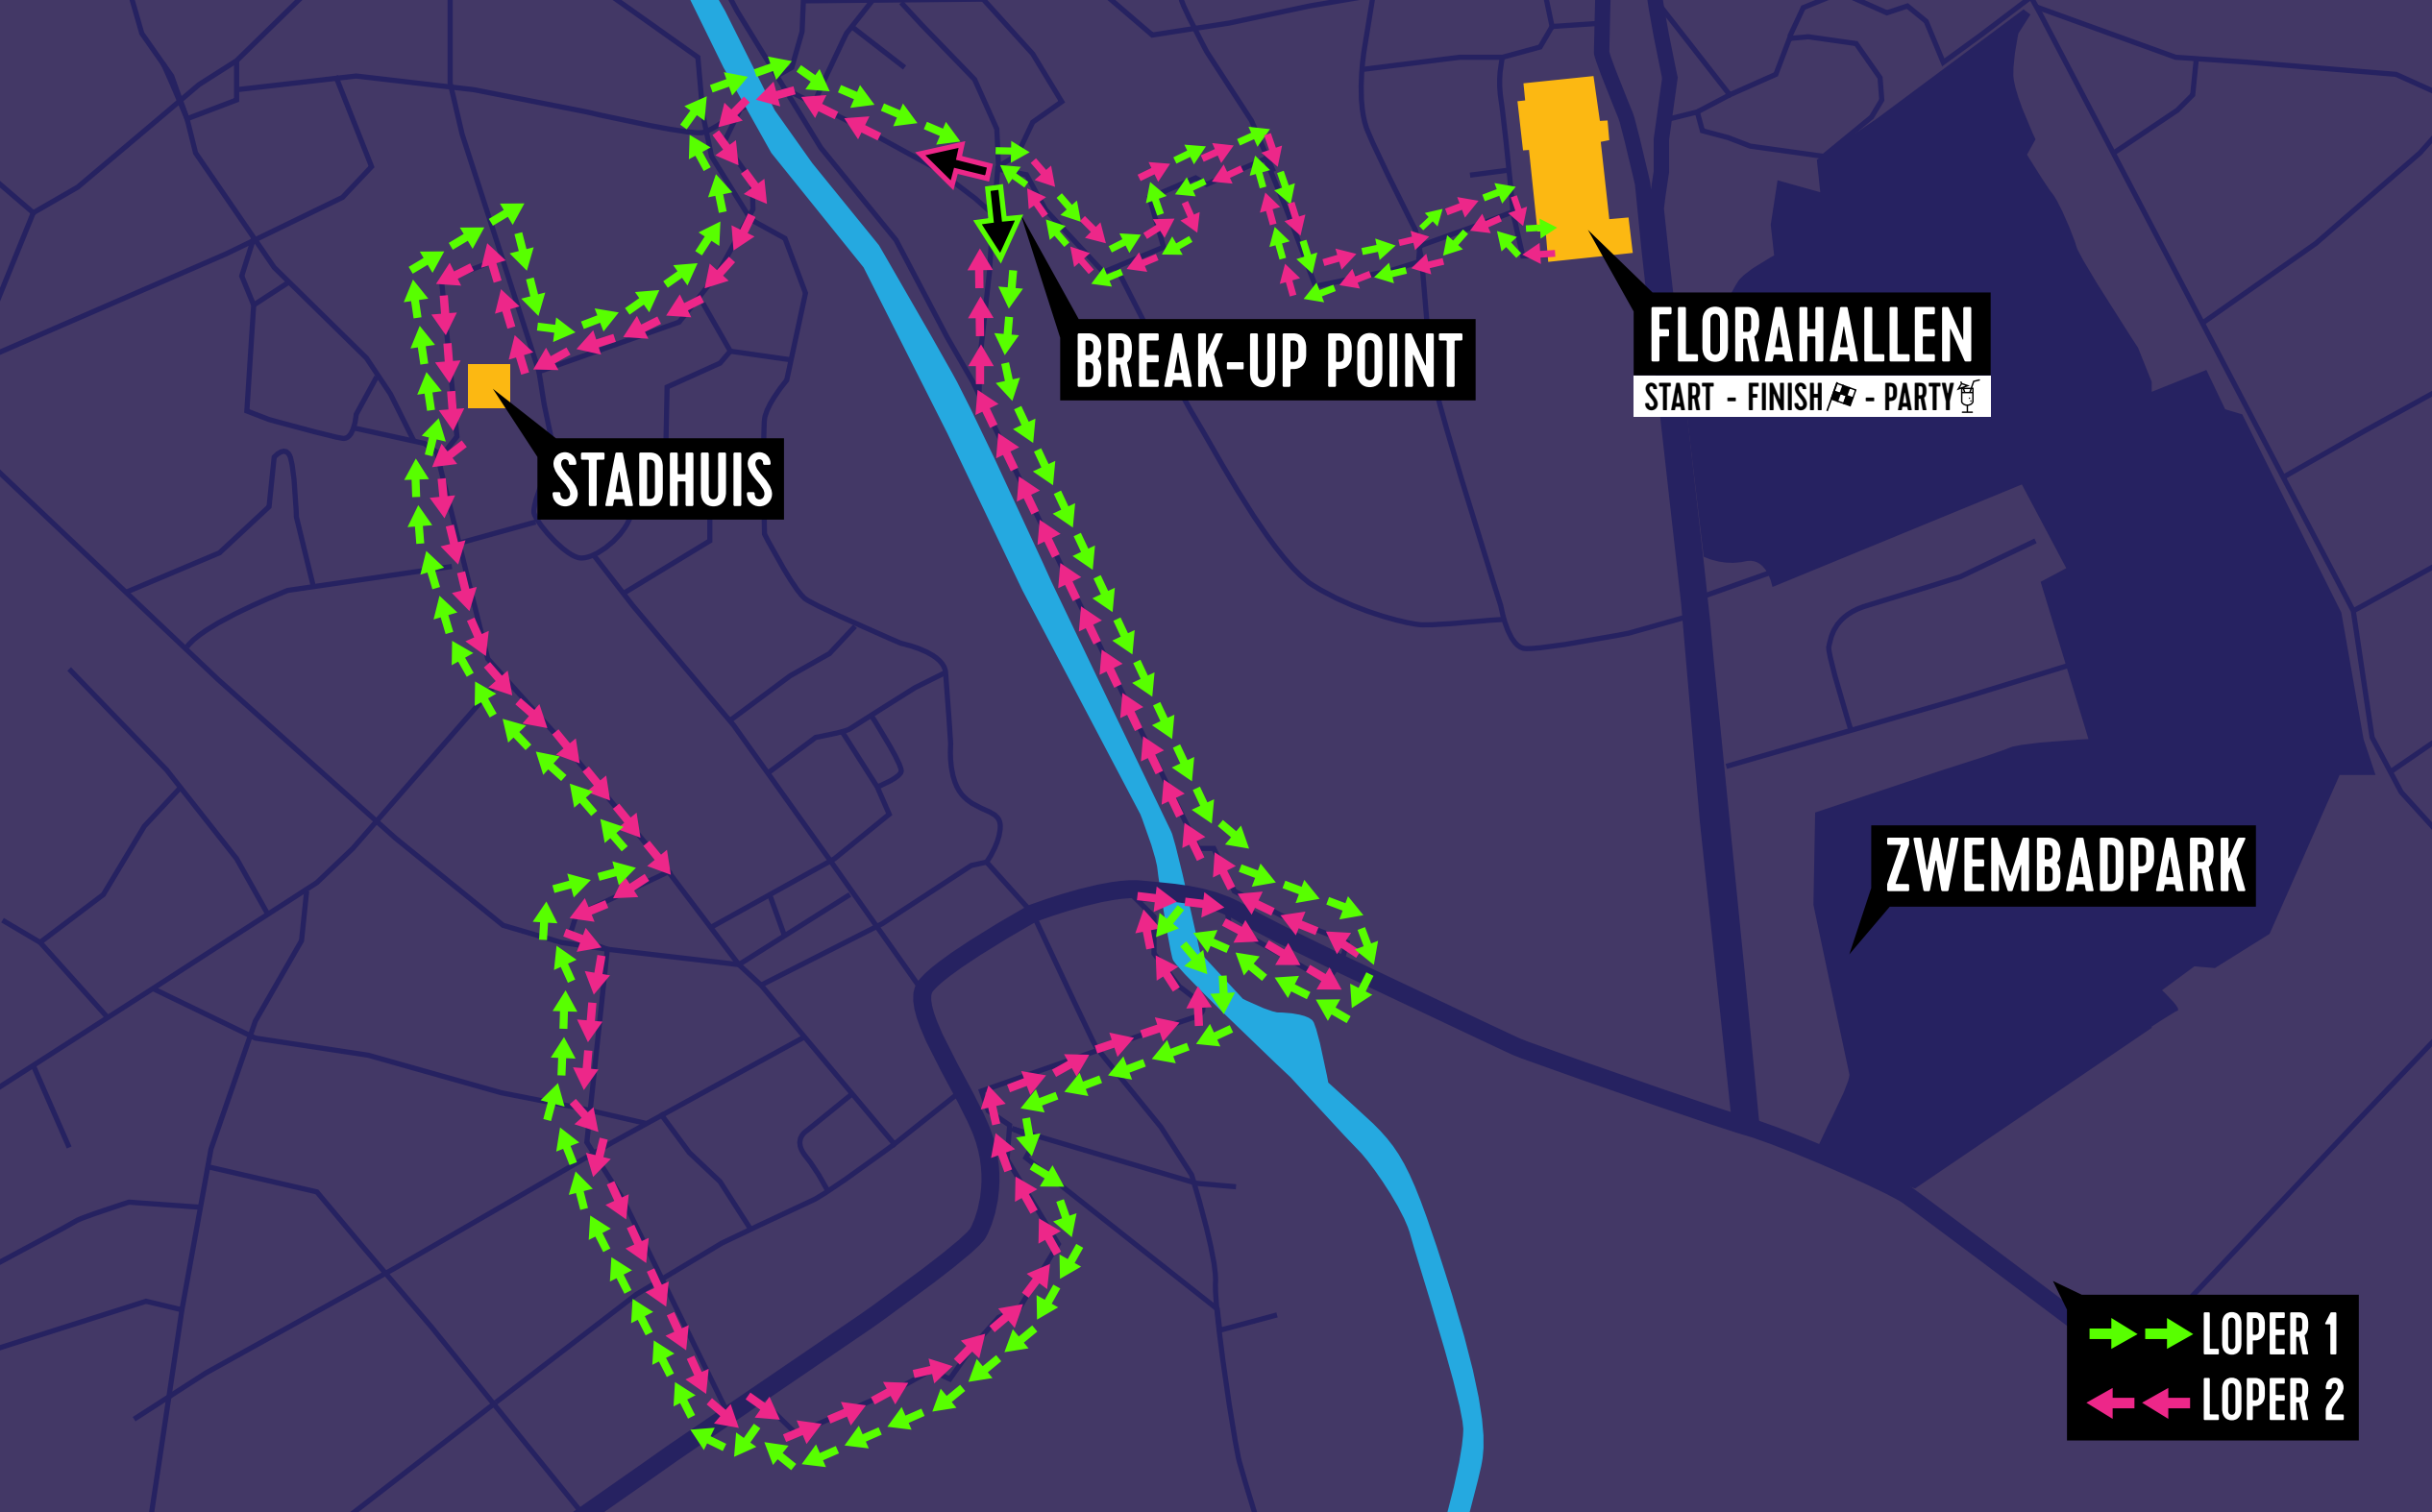 FLORAHALLEN
START - FINISH - PARTY
BREAK-UP POINT
STADHUIS
ZWEMBADPARK
LOPER 1
LOPER 2